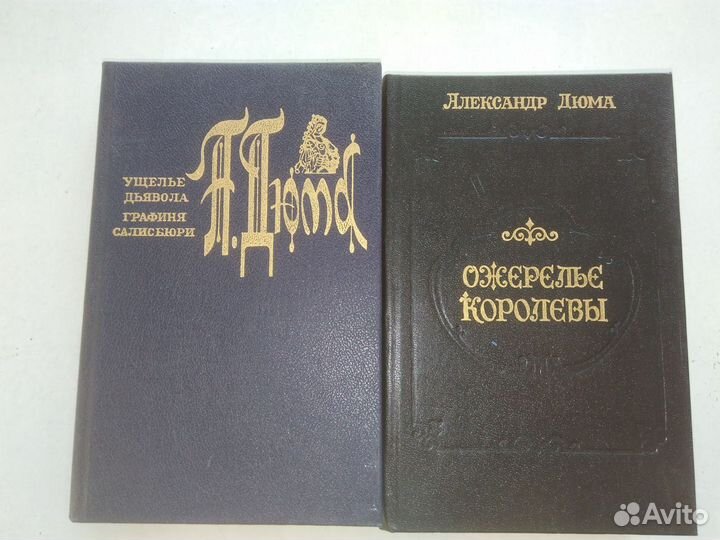 УЩЕЛЬЕ
ДЬЯВОЛА
ГРАФИНЯ
САЛИСБЮРИ
А. Дюма
Александр Дюма
ОЖЕРЕЛЬЕ
КОРОЛЕВЫ
Avito